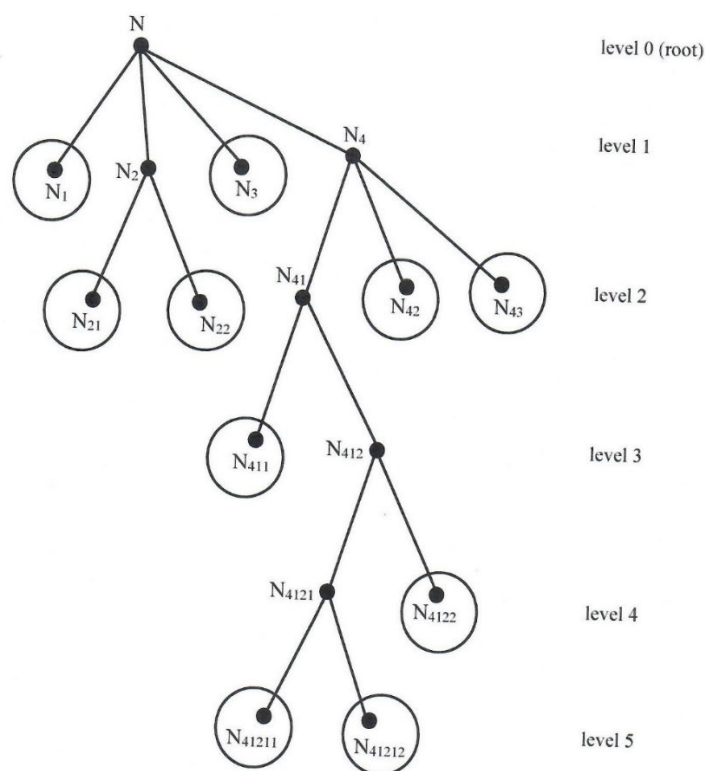 N
level 0 (root)
N₄
level 1
N₁
N₂
N₃
N₄₁
level 2
N₂₁
N₂₂
N₄₂
N₄₃
N₄₁₁
N₄₁₂
level 3
N₄₁₂₁
N₄₁₂₂
level 4
N₄₁₂₁₁
N₄₁₂₁₂
level 5